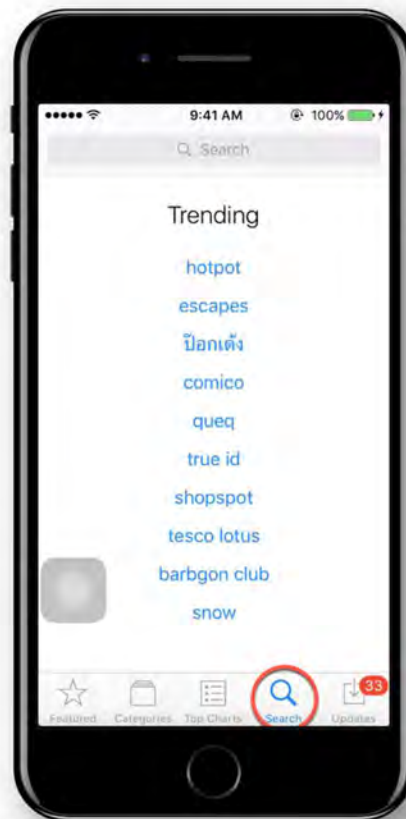 9:41 AM
100%
Search
Trending
hotpot
escapes
ป๊อกเด้ง
comico
queq
true id
shopspot
tesco lotus
barbgon club
snow
33
Featured
Categories
Top Charts
Search
Updates